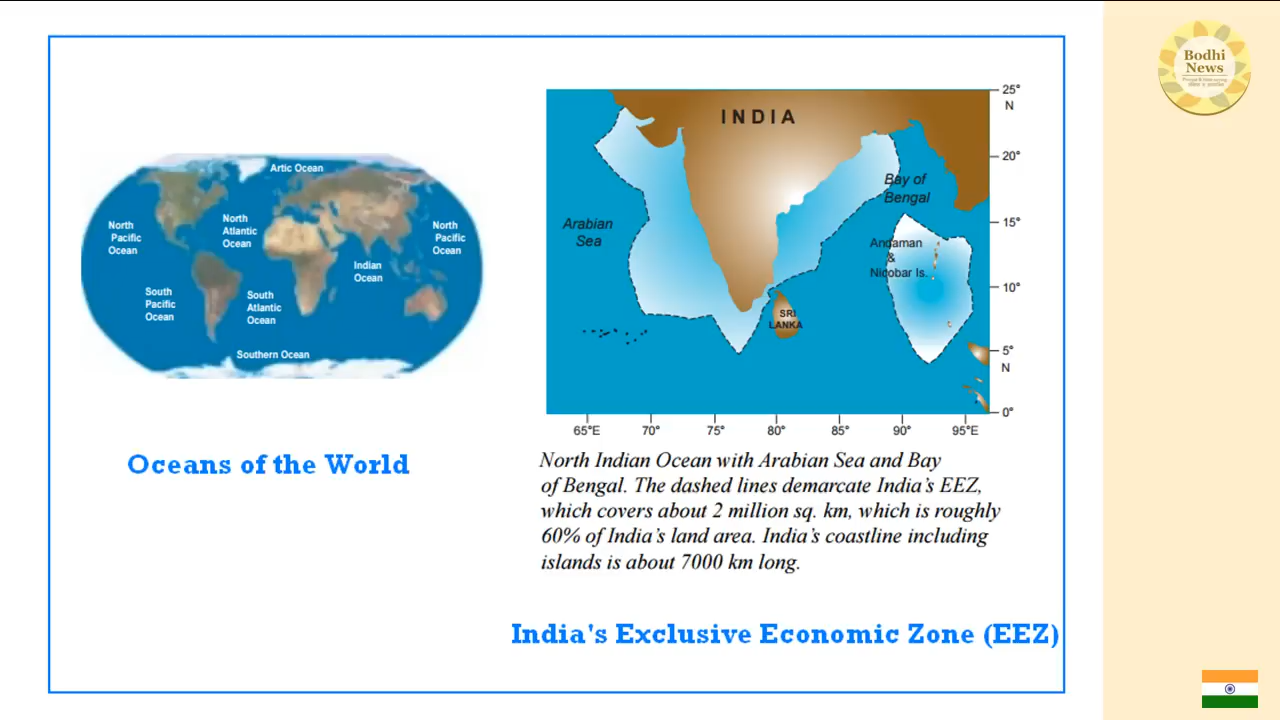 Bodhi
News
Artic Ocean
North
Pacific
Ocean
North
Atlantic
Ocean
North
Pacific
Ocean
Indian
Ocean
South
Pacific
Ocean
South
Atlantic
Ocean
Southern Ocean
Oceans of the World
INDIA
Arabian
Sea
Bay of
Bengal
Andaman
&
Nicobar Is.
SRI
LANKA
25°
N
20°
15°
10°
5°
N
0°
65°E 70° 75° 80° 85° 90° 95°E
North Indian Ocean with Arabian Sea and Bay
of Bengal. The dashed lines demarcate India's EEZ,
which covers about 2 million sq. km, which is roughly
60% of India's land area. India's coastline including
islands is about 7000 km long.
India's Exclusive Economic Zone (EEZ)